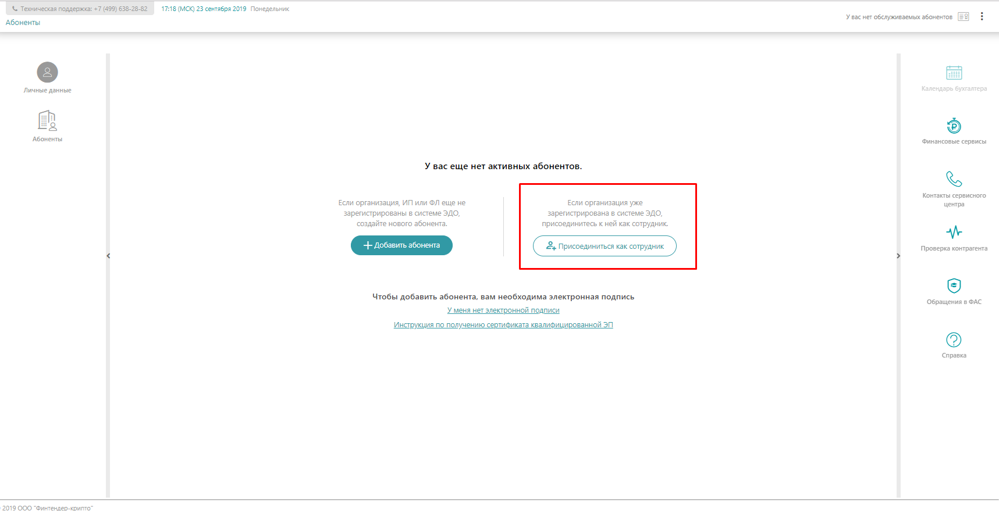 Техническая поддержка: +7 (499) 638-28-82 17:18 (МСК) 23 сентября 2019 Понедельник
Абоненты
У вас нет обслуживаемых абонентов
Личные данные
Абоненты
У вас еще нет активных абонентов.
Если организация, ИП или ФЛ еще не
зарегистрированы в системе ЭДО,
создайте нового абонента.
Добавить абонента
Если организация уже
зарегистрирована в системе ЭДО,
присоединитесь к ней как сотрудник.
Присоединиться как сотрудник
Чтобы добавить абонента, вам необходима электронная подпись
У меня нет электронной подписи
Инструкция по получению сертификата квалифицированной ЭП
Календарь бухгалтера
Финансовые сервисы
Контакты сервисного
центра
Проверка контрагента
Обращения в ФАС
Справка
2019 ООО "Финтендер-крипто"